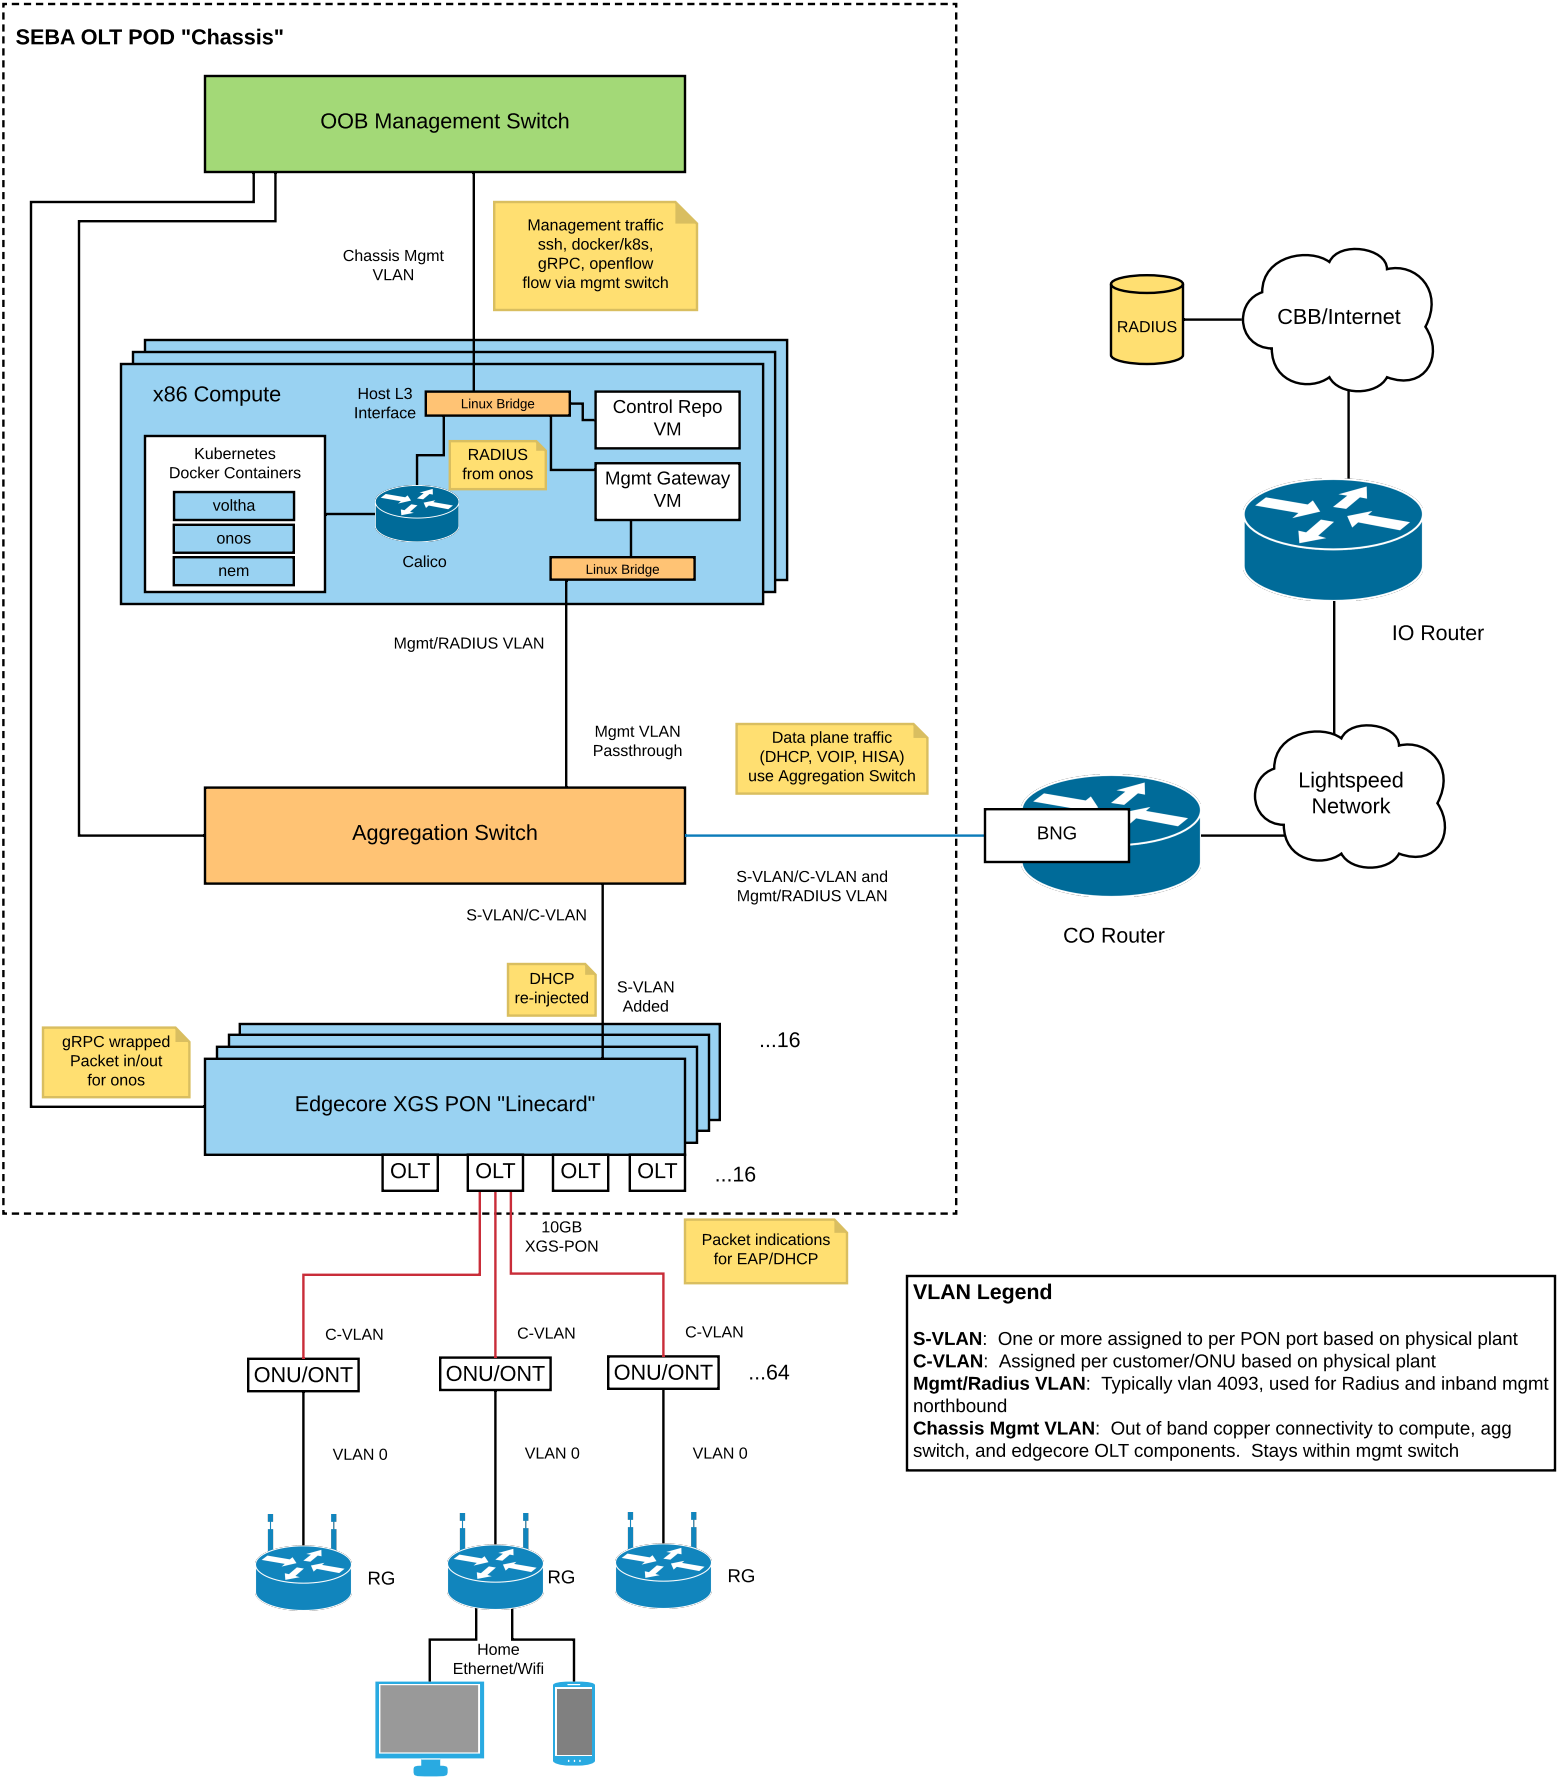 SEBA OLT POD "Chassis"
OOB Management Switch
Chassis Mgmt
VLAN
Management traffic
ssh, docker/k8s,
gRPC, openflow
flow via mgmt switch
RADIUS
CBB/Internet
x86 Compute
Host L3
Interface
Linux Bridge
Control Repo
VM
Kubernetes
Docker Containers
voltha
onos
nem
RADIUS
from onos
Mgmt Gateway
VM
Calico
Linux Bridge
IO Router
Mgmt/RADIUS VLAN
Mgmt VLAN
Passthrough
Data plane traffic
(DHCP, VOIP, HISA)
use Aggregation Switch
Lightspeed
Network
Aggregation Switch
BNG
S-VLAN/C-VLAN and
Mgmt/RADIUS VLAN
CO Router
S-VLAN/C-VLAN
DHCP
re-injected
S-VLAN
Added
gRPC wrapped
Packet in/out
for onos
...16
Edgecore XGS PON "Linecard"
OLT
OLT
OLT
OLT
...16
10GB
XGS-PON
Packet indications
for EAP/DHCP
C-VLAN
C-VLAN
C-VLAN
ONU/ONT
ONU/ONT
ONU/ONT
...64
VLAN 0
VLAN 0
VLAN 0
RG
RG
RG
Home
Ethernet/Wifi
VLAN Legend
S-VLAN:  One or more assigned to per PON port based on physical plant
C-VLAN:  Assigned per customer/ONU based on physical plant
Mgmt/Radius VLAN:  Typically vlan 4093, used for Radius and inband mgmt
northbound
Chassis Mgmt VLAN:  Out of band copper connectivity to compute, agg
switch, and edgecore OLT components.  Stays within mgmt switch